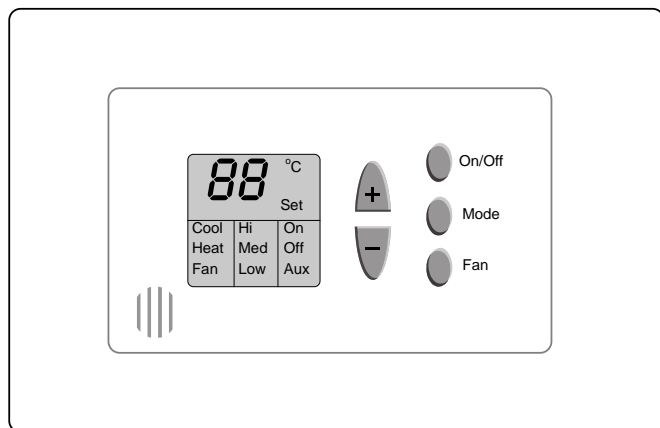 88 °C
Set
Cool Hi On
Heat Med Off
Fan Low Aux
+
−
On/Off
Mode
Fan